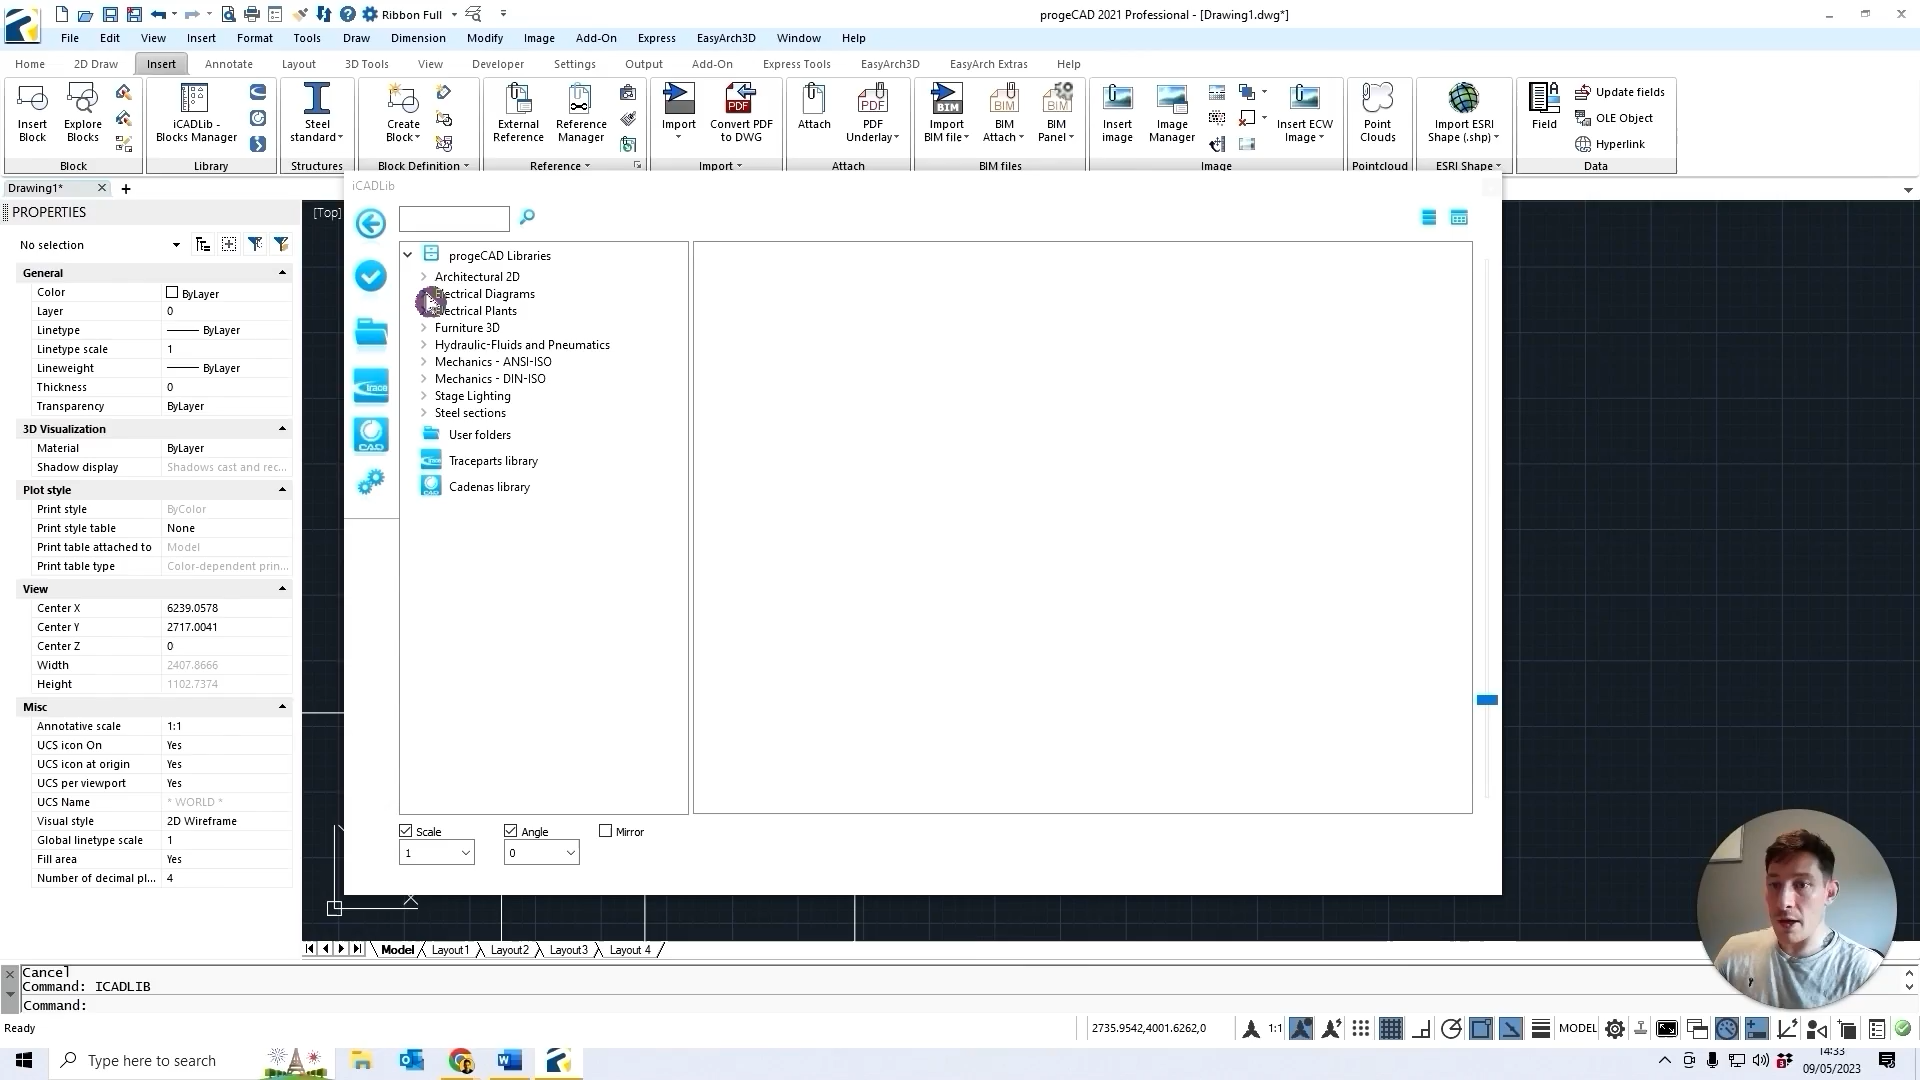 Ribbon Full
progeCAD 2021 Professional - [Drawing1.dwg*]
File Edit View Insert Format Tools Draw Dimension Modify Image Add-On Express EasyArch3D Window Help
Home 2D Draw Insert Annotate Layout 3D Tools View Developer Settings Output Add-On Express Tools EasyArch3D EasyArch Extras Help
Insert Block
Explore Blocks
Block
iCADLib - Blocks Manager
Library
Steel standard
Structures
Create Block
Block Definition
External Reference
Reference Manager
Reference
Import
PDF
Convert PDF to DWG
Import
Attach
PDF
PDF Underlay
Attach
BIM
Import BIM file
BIM
BIM Attach
BIM
BIM Panel
BIM files
Insert image
Image Manager
Insert ECW Image
Image
Point Clouds
Pointcloud
Import ESRI Shape (.shp)
ESRI Shape
Field
Update fields
OLE Object
Hyperlink
Data
Drawing1*
PROPERTIES
No selection
General
Color ByLayer
Layer 0
Linetype ByLayer
Linetype scale 1
Lineweight ByLayer
Thickness 0
Transparency ByLayer
3D Visualization
Material ByLayer
Shadow display Shadows cast and rec...
Plot style
Print style ByColor
Print style table None
Print table attached to Model
Print table type Color-dependent prin...
View
Center X 6239.0578
Center Y 2717.0041
Center Z 0
Width 2407.8666
Height 1102.7374
Misc
Annotative scale 1:1
UCS icon On Yes
UCS icon at origin Yes
UCS per viewport Yes
UCS Name * WORLD *
Visual style 2D Wireframe
Global linetype scale 1
Fill area Yes
Number of decimal pl... 4
[Top]
iCADLib
progeCAD Libraries
Architectural 2D
Electrical Diagrams
Electrical Plants
Furniture 3D
Hydraulic-Fluids and Pneumatics
Mechanics - ANSI-ISO
Mechanics - DIN-ISO
Stage Lighting
Steel sections
User folders
Traceparts library
Cadenas library
Trace
CAD
Scale Angle Mirror
1 0
X
Model Layout1 Layout2 Layout3 Layout 4
Cancel
Command: ICADLIB
Command:
Ready
2735.9542,4001.6262,0
1:1
MODEL
Type here to search
14:33
09/05/2023